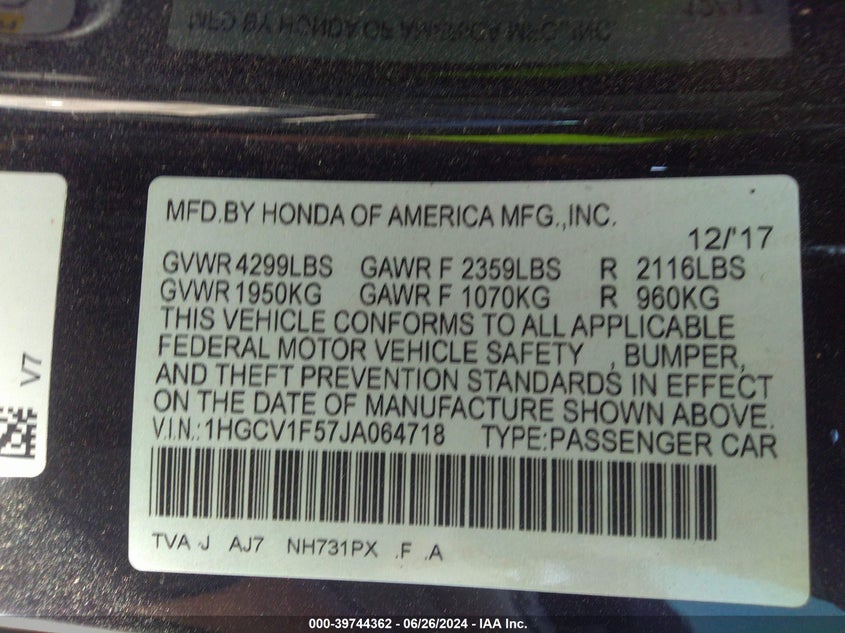 MFD.BY HONDA OF AMERICA MFG.,INC.
12/'17
GVWR 4299LBS GAWR F 2359LBS R 2116LBS
GVWR 1950KG GAWR F 1070KG R 960KG
THIS VEHICLE CONFORMS TO ALL APPLICABLE
FEDERAL MOTOR VEHICLE SAFETY , BUMPER,
AND THEFT PREVENTION STANDARDS IN EFFECT
ON THE DATE OF MANUFACTURE SHOWN ABOVE.
V.I.N.:1HGCV1F57JA064718 TYPE:PASSENGER CAR
TVA J AJ7 NH731PX .F .A
V7
000-39744362 - 06/26/2024 - IAA Inc.